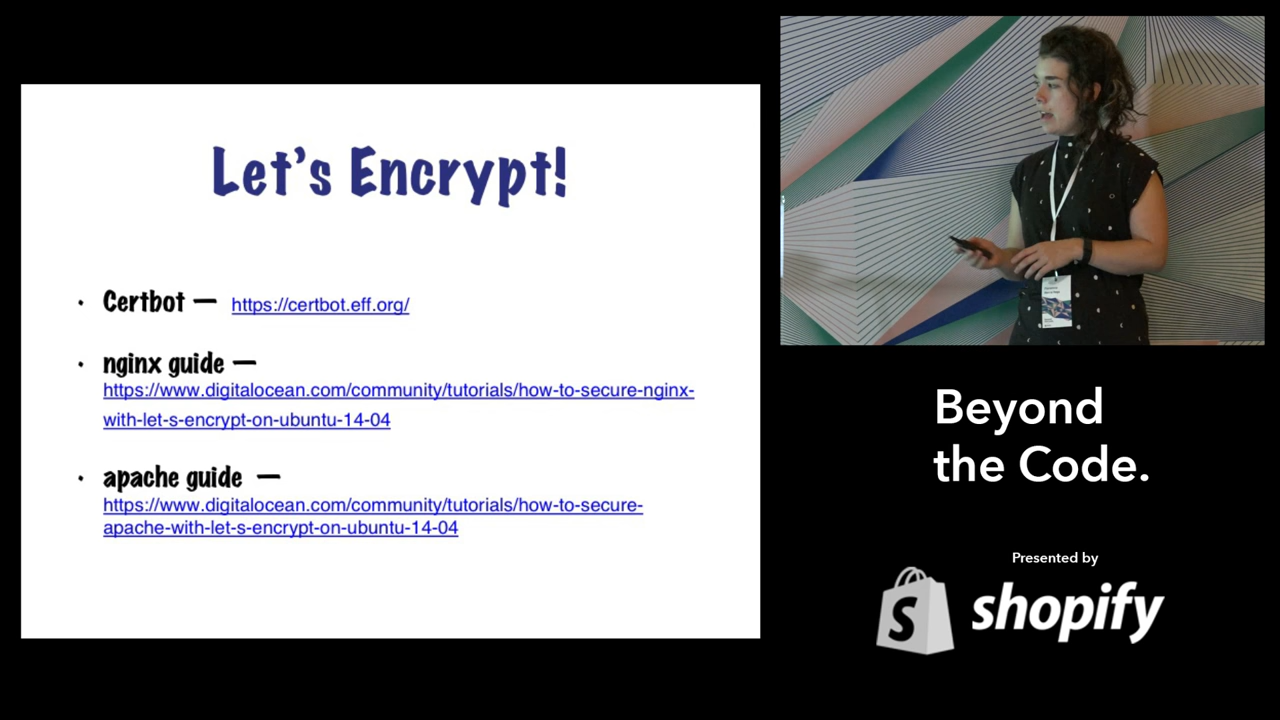 Let's Encrypt!
• Certbot — https://certbot.eff.org/
• nginx guide —
https://www.digitalocean.com/community/tutorials/how-to-secure-nginx-
with-let-s-encrypt-on-ubuntu-14-04
• apache guide —
https://www.digitalocean.com/community/tutorials/how-to-secure-
apache-with-let-s-encrypt-on-ubuntu-14-04
Beyond
the Code.
Presented by
shopify